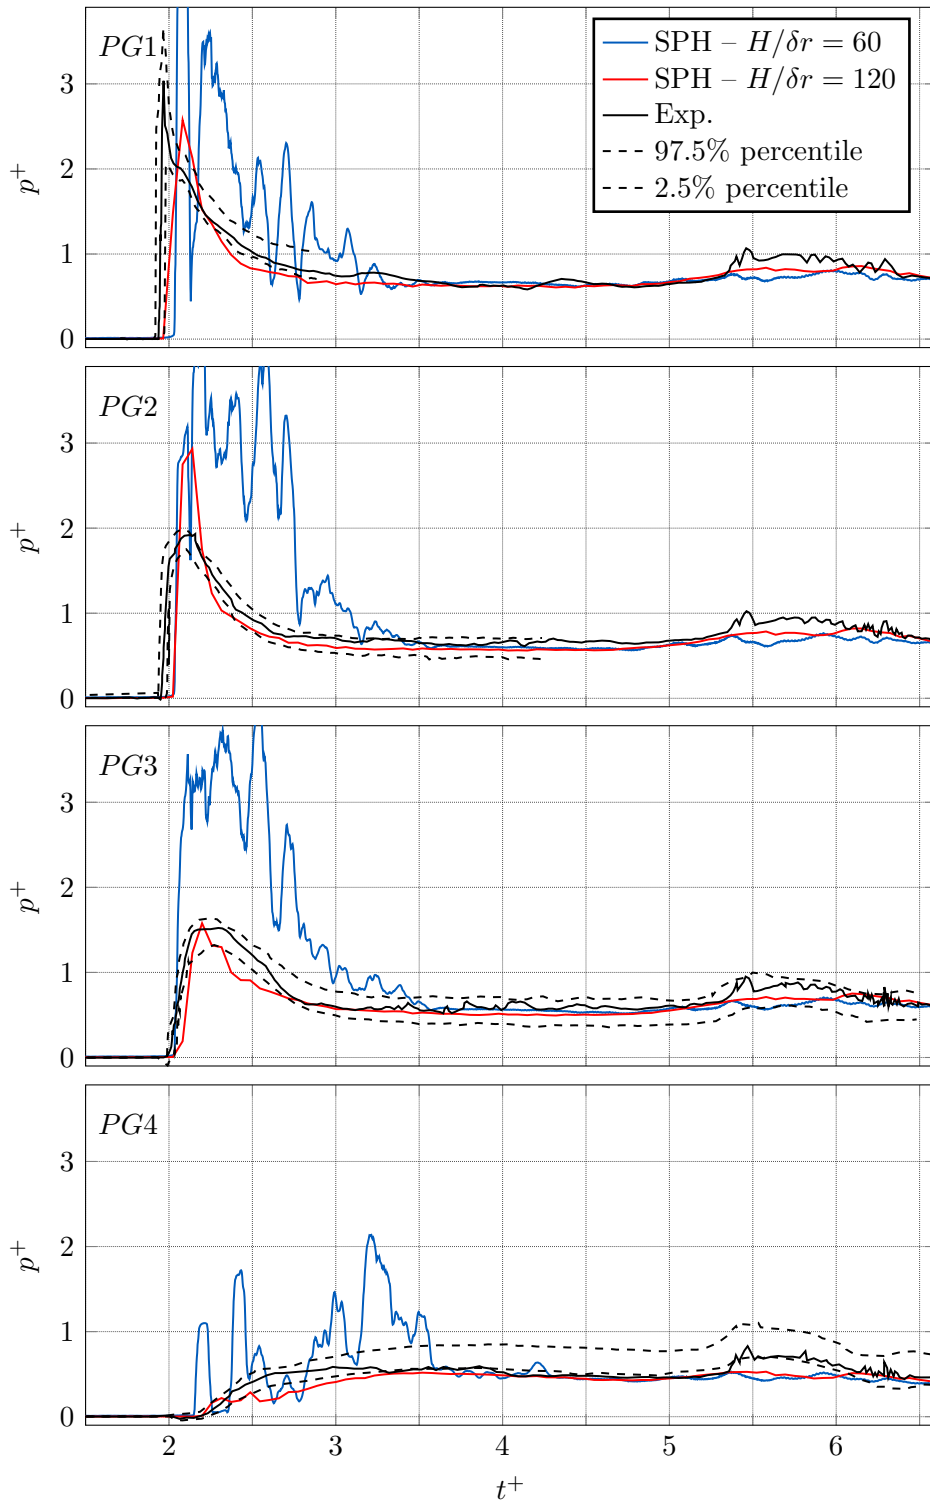 PG1
SPH – H/δr = 60
SPH – H/δr = 120
Exp.
97.5% percentile
2.5% percentile
3
2
1
0
p⁺
PG2
3
2
1
0
p⁺
PG3
3
2
1
0
p⁺
PG4
3
2
1
0
p⁺
2 3 4 5 6
t⁺